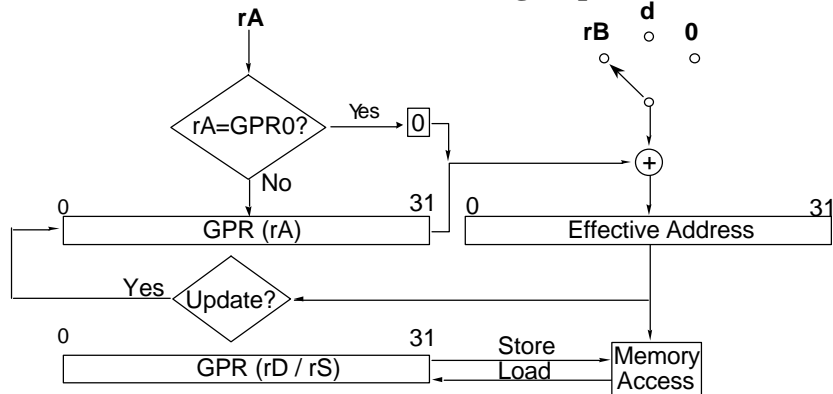 d
rA
rB
0
rA=GPR0?
Yes
0
+
No
0
31
0
31
GPR (rA)
Effective Address
Yes
Update?
0
31
Store
Memory
GPR (rD / rS)
Load
Access